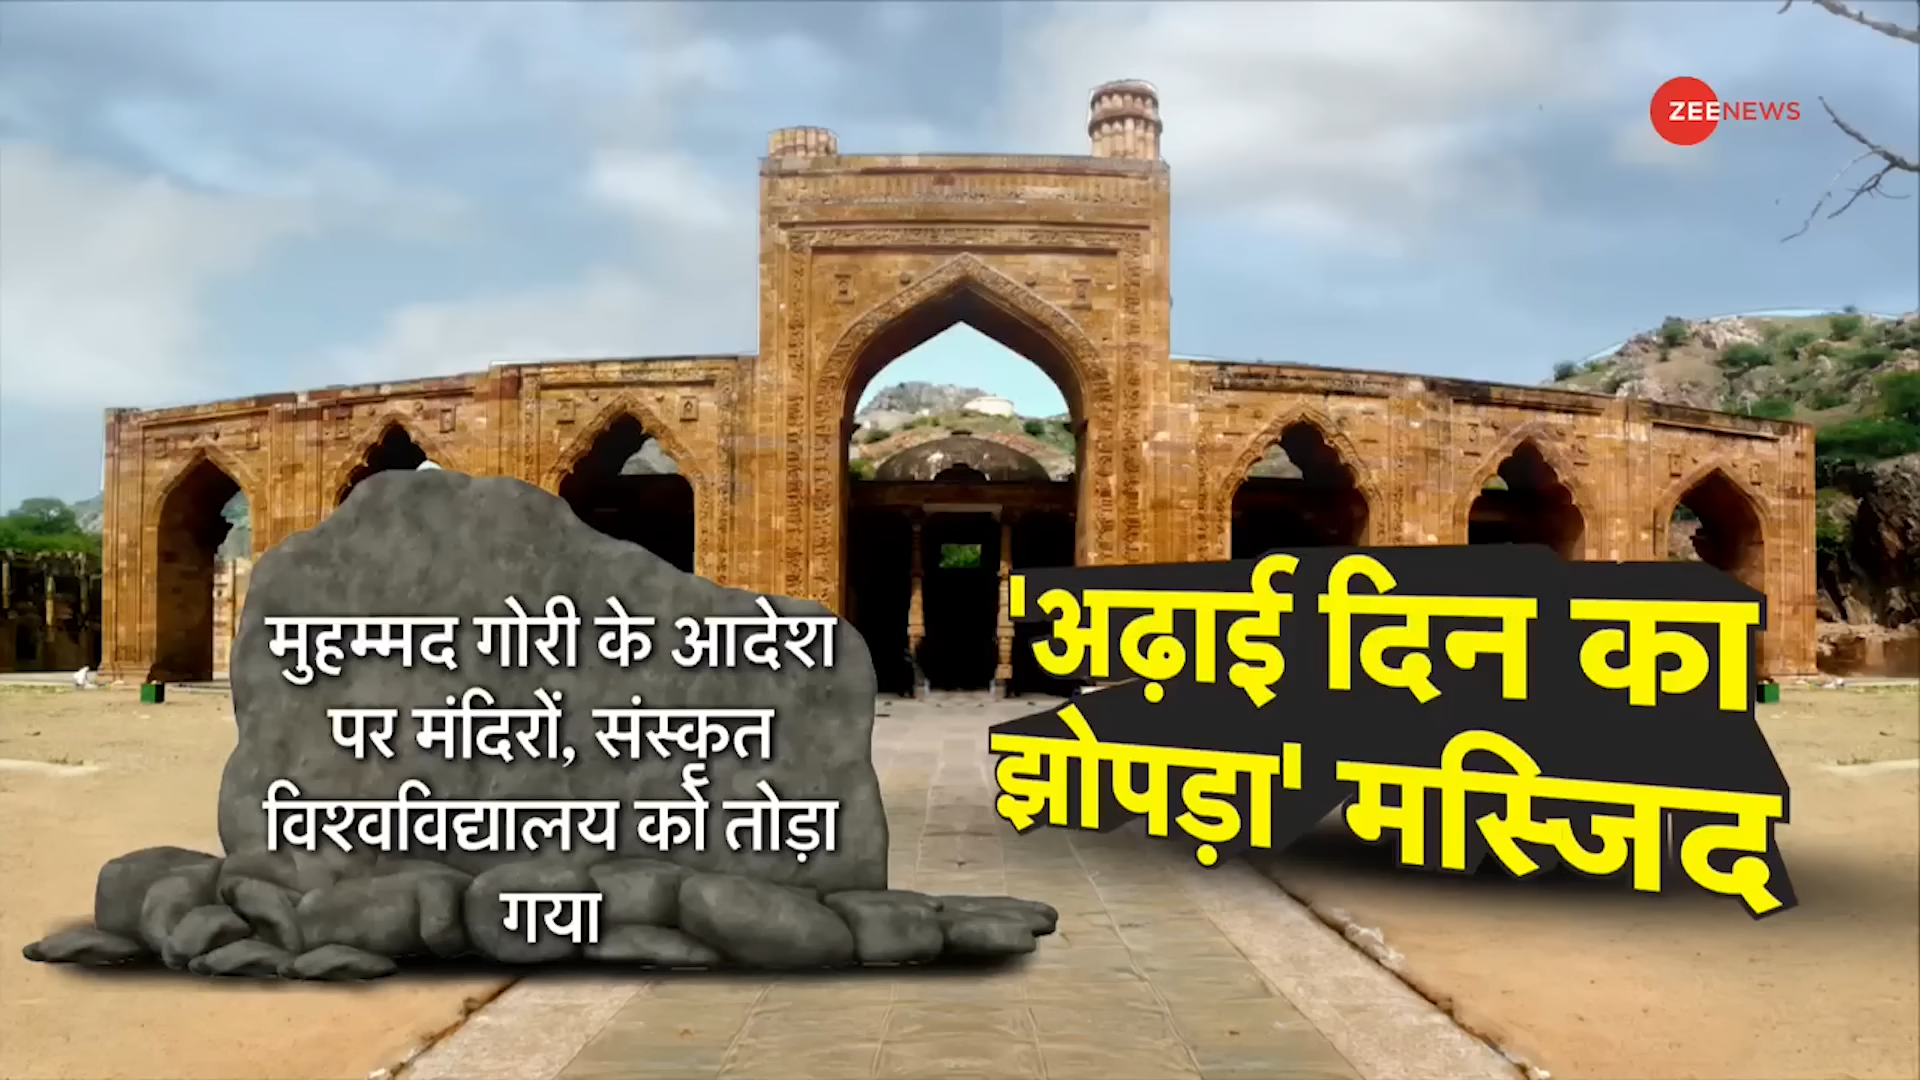 ZEENEWS
मुहम्मद गोरी के आदेश
पर मंदिरों, संस्कृत
विश्वविद्यालय को तोड़ा
गया
'अढ़ाई दिन का
झोपड़ा' मस्जिद